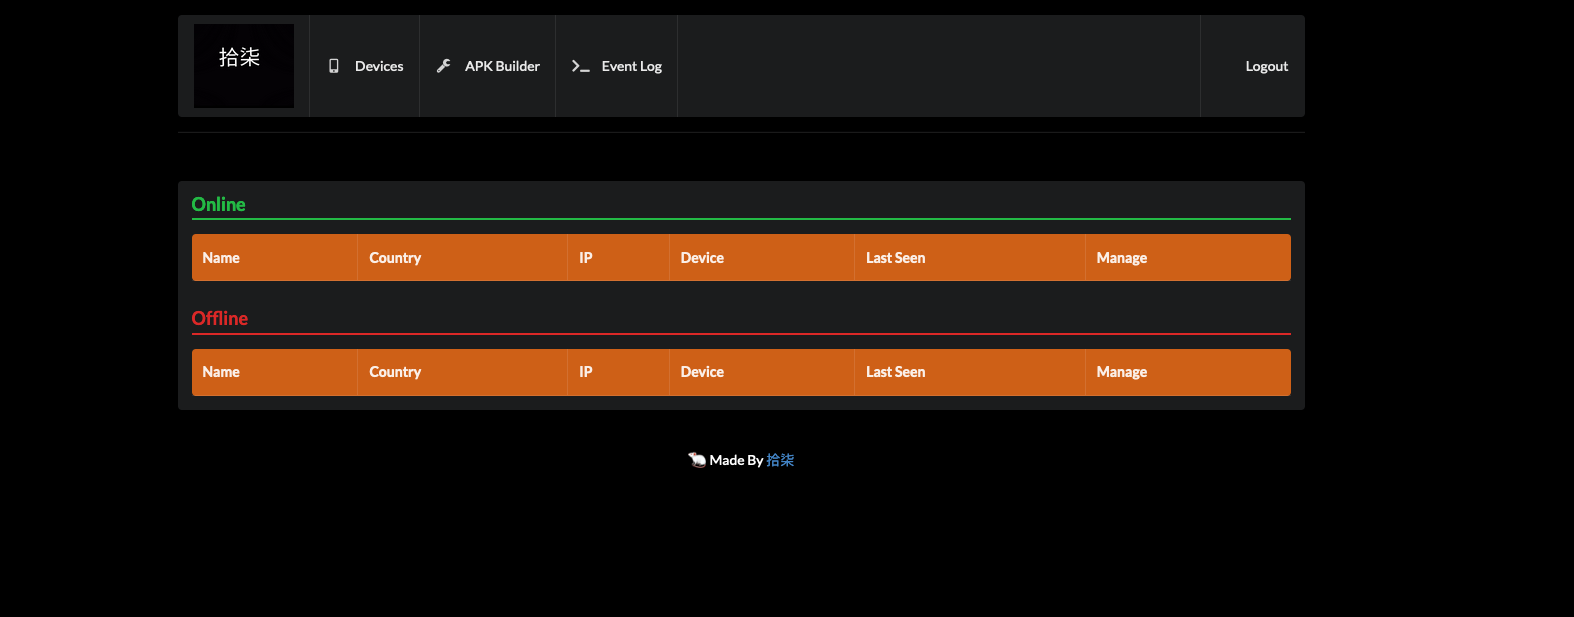 拾柒
Devices
APK Builder
Event Log
Logout
Online
Name Country IP Device Last Seen Manage
Offline
Name Country IP Device Last Seen Manage
Made By 拾柒